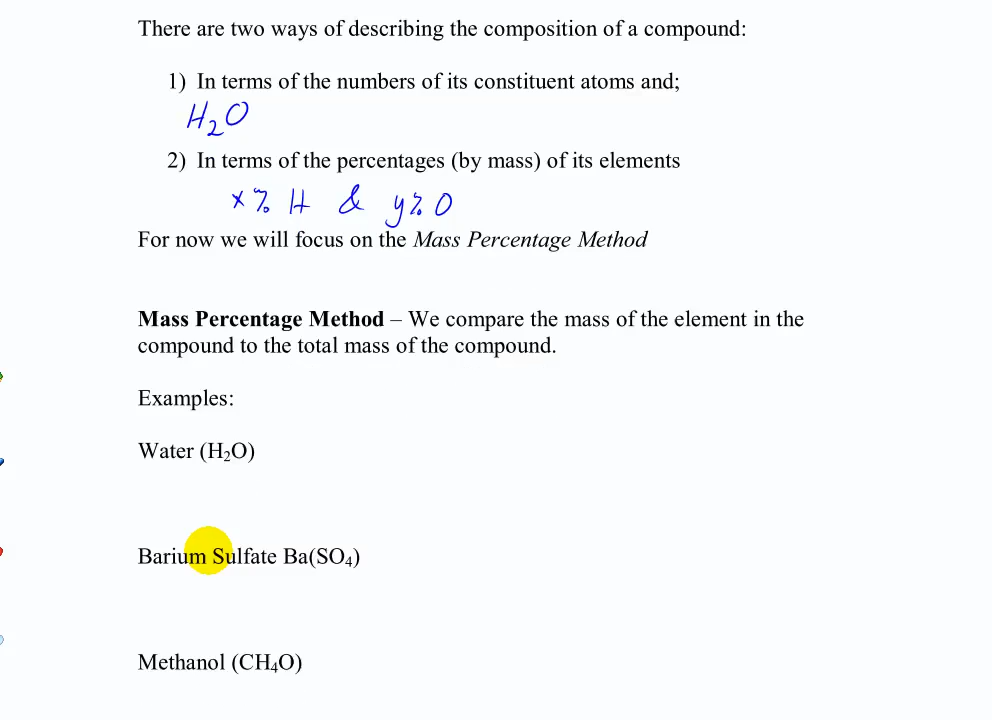 There are two ways of describing the composition of a compound:
1) In terms of the numbers of its constituent atoms and;
H₂O
2) In terms of the percentages (by mass) of its elements
x% H & y% O
For now we will focus on the Mass Percentage Method
Mass Percentage Method – We compare the mass of the element in the
compound to the total mass of the compound.
Examples:
Water (H₂O)
Barium Sulfate Ba(SO₄)
Methanol (CH₄O)